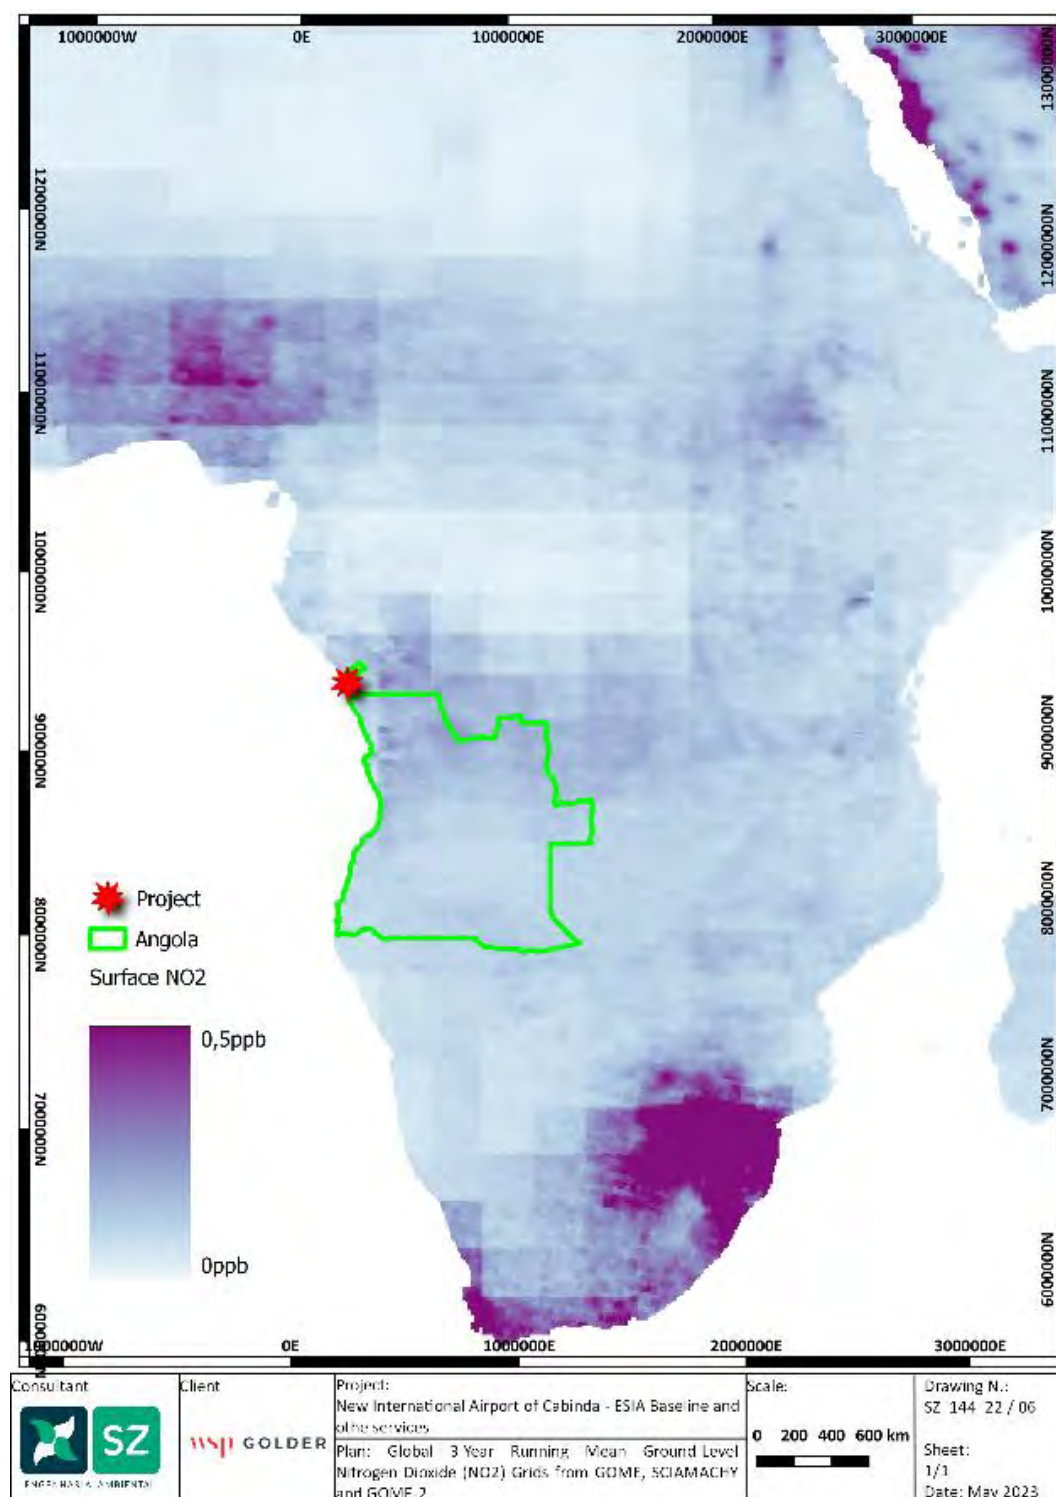 1000000W 0E 1000000E 2000000E 3000000E
1300000N
12000000N
12000000N
11000000N
11000000N
10000000N
10000000N
9000000N
9000000N
8000000N
8000000N
7000000N
7000000N
6000000N
6000000N
Project
Angola
Surface NO2
0,5ppb
0ppb
1000000W 0E 1000000E 2000000E 3000000E
Consultant
SZ
ENGENHARIA AMBIENTAL
Client
wsp GOLDER
Project:
New International Airport of Cabinda - ESIA Baseline and
othe services
Plan: Global 3-Year Running Mean Ground-Level
Nitrogen Dioxide (NO2) Grids from GOME, SCIAMACHY
and GOME-2
Scale:
0 200 400 600 km
Drawing N.:
SZ 144 22 / 06
Sheet:
1/1
Date: May 2023